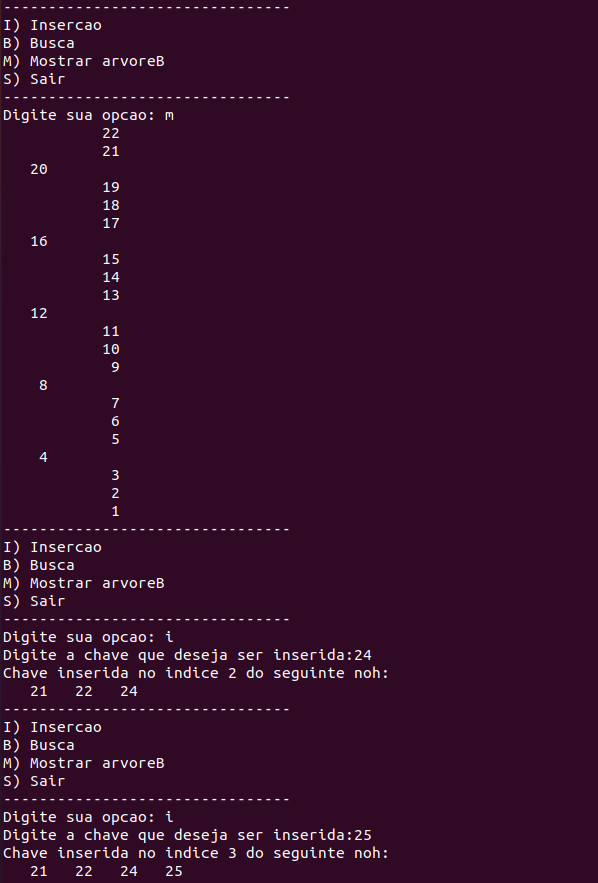 --------------------------------
I) Insercao
B) Busca
M) Mostrar arvoreB
S) Sair
--------------------------------
Digite sua opcao: m
           22
           21
   20
           19
           18
           17
   16
           15
           14
           13
   12
           11
           10
            9
    8
            7
            6
            5
    4
            3
            2
            1
--------------------------------
I) Insercao
B) Busca
M) Mostrar arvoreB
S) Sair
--------------------------------
Digite sua opcao: i
Digite a chave que deseja ser inserida:24
Chave inserida no indice 2 do seguinte noh:
   21   22   24
--------------------------------
I) Insercao
B) Busca
M) Mostrar arvoreB
S) Sair
--------------------------------
Digite sua opcao: i
Digite a chave que deseja ser inserida:25
Chave inserida no indice 3 do seguinte noh:
   21   22   24   25